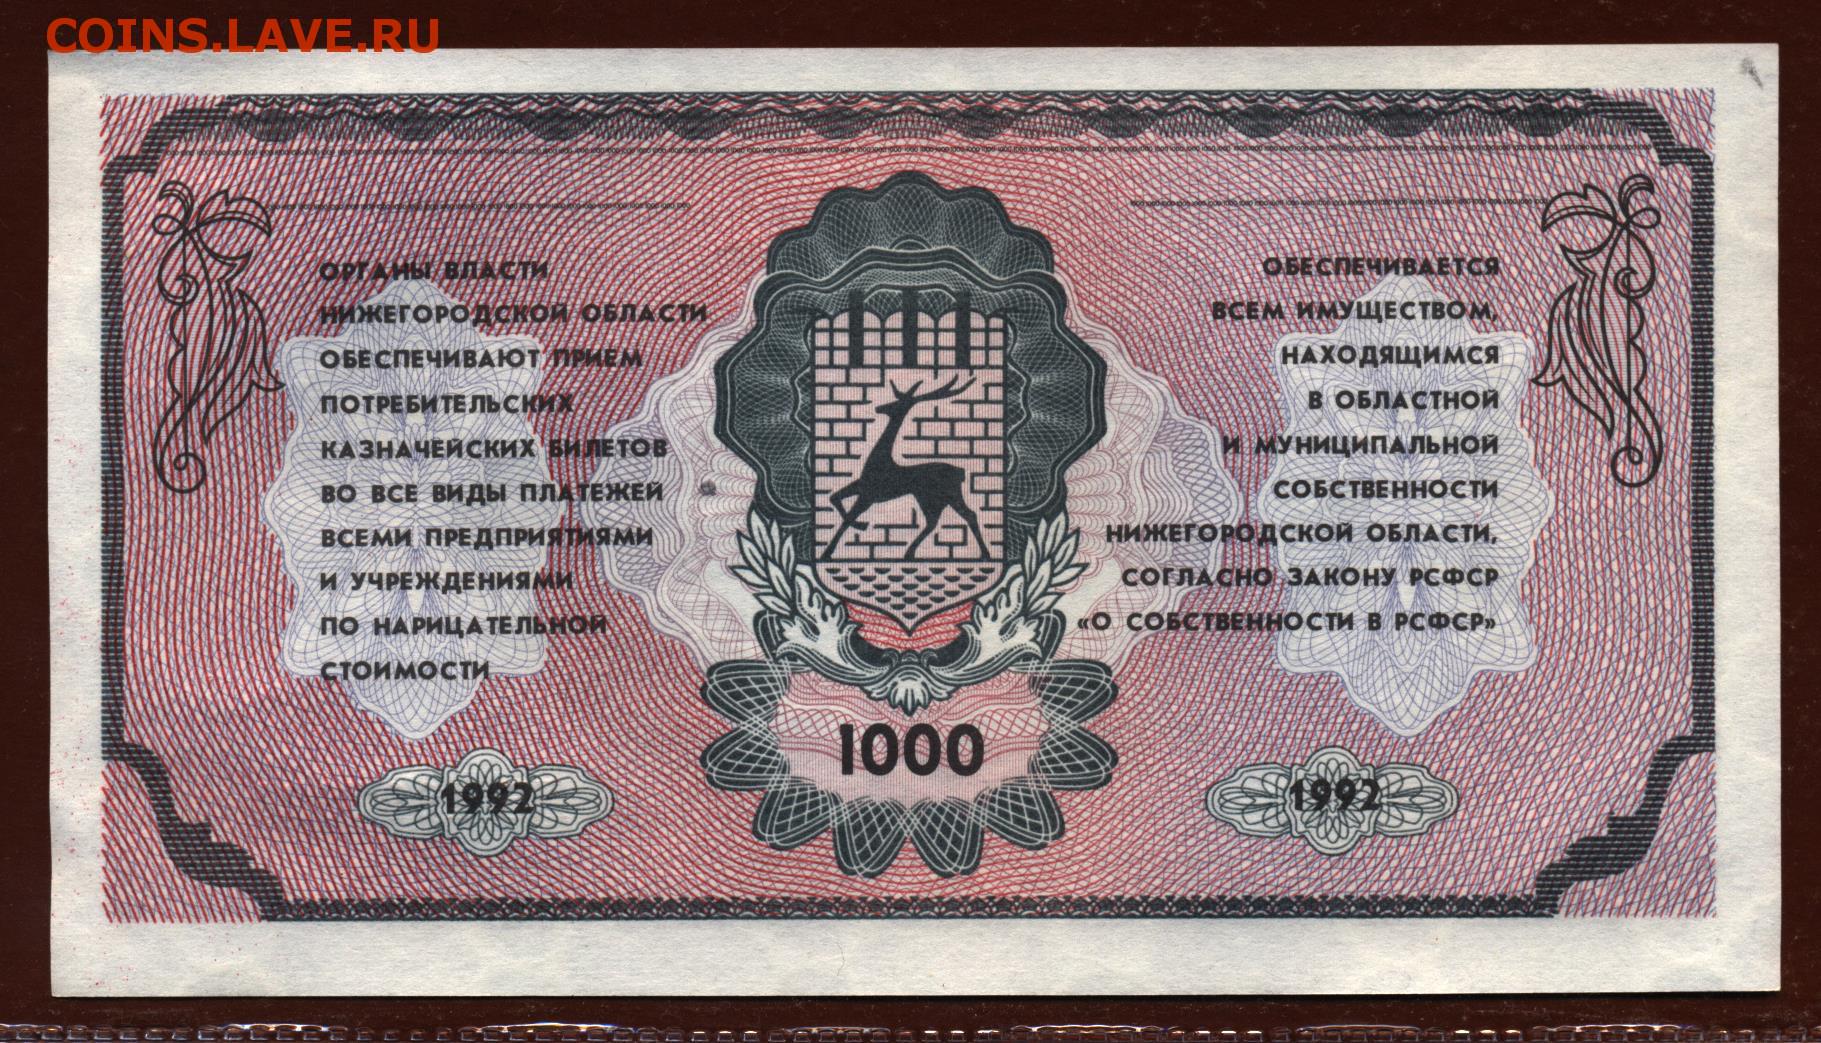 COINS.LAVE.RU
ОРГАНЫ ВЛАСТИ
НИЖЕГОРОДСКОЙ ОБЛАСТИ
ОБЕСПЕЧИВАЮТ ПРИЕМ
ПОТРЕБИТЕЛЬСКИХ
КАЗНАЧЕЙСКИХ БИЛЕТОВ
ВО ВСЕ ВИДЫ ПЛАТЕЖЕЙ
ВСЕМИ ПРЕДПРИЯТИЯМИ
И УЧРЕЖДЕНИЯМИ
ПО НАРИЦАТЕЛЬНОЙ
СТОИМОСТИ
ОБЕСПЕЧИВАЕТСЯ
ВСЕМ ИМУЩЕСТВОМ,
НАХОДЯЩИМСЯ
В ОБЛАСТНОЙ
И МУНИЦИПАЛЬНОЙ
СОБСТВЕННОСТИ
НИЖЕГОРОДСКОЙ ОБЛАСТИ,
СОГЛАСНО ЗАКОНУ РСФСР
«О СОБСТВЕННОСТИ В РСФСР»
1000
1992
1992